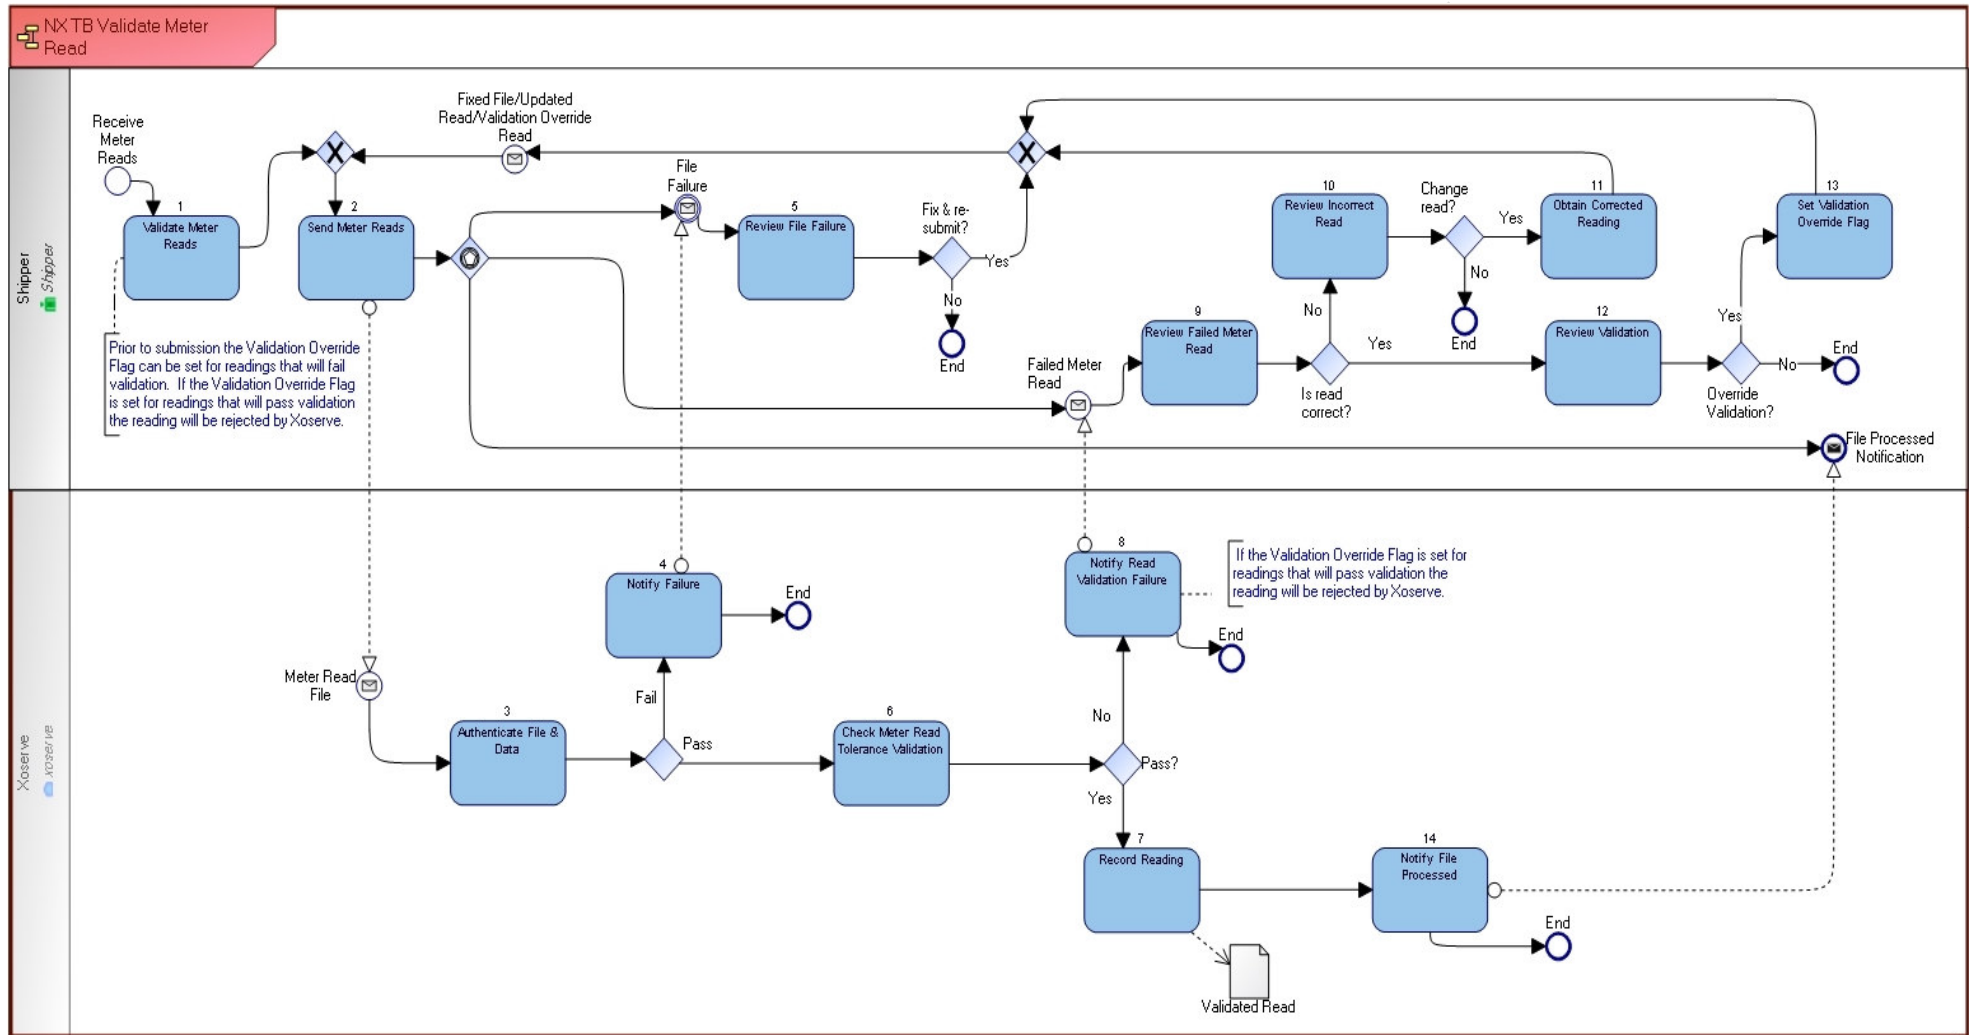 NX TB Validate Meter
Read
Shipper
Shipper
Receive
Meter
Reads
1
Validate Meter
Reads
2
Send Meter Reads
Fixed File/Updated
Read/Validation Override
Read
File
Failure
5
Review File Failure
Fix & re-
submit?
Yes
No
End
Prior to submission the Validation Override
Flag can be set for readings that will fail
validation. If the Validation Override Flag
is set for readings that will pass validation
the reading will be rejected by Xoserve.
Failed Meter
Read
9
Review Failed Meter
Read
Is read
correct?
No
Yes
10
Review Incorrect
Read
Change
read?
Yes
No
End
11
Obtain Corrected
Reading
12
Review Validation
Override
Validation?
Yes
No
End
13
Set Validation
Override Flag
File Processed
Notification
Xoserve
xoserve
Meter Read
File
3
Authenticate File &
Data
Fail
Pass
4
Notify Failure
End
6
Check Meter Read
Tolerance Validation
Pass?
No
Yes
8
Notify Read
Validation Failure
End
If the Validation Override Flag is set for
readings that will pass validation the
reading will be rejected by Xoserve.
7
Record Reading
Validated Read
14
Notify File
Processed
End